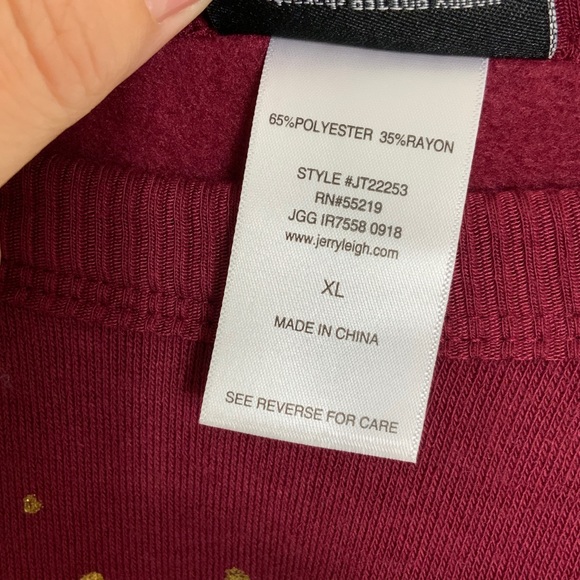 65%POLYESTER 35%RAYON
STYLE #JT22253
RN#55219
JGG IR7558 0918
www.jerryleigh.com
XL
MADE IN CHINA
SEE REVERSE FOR CARE